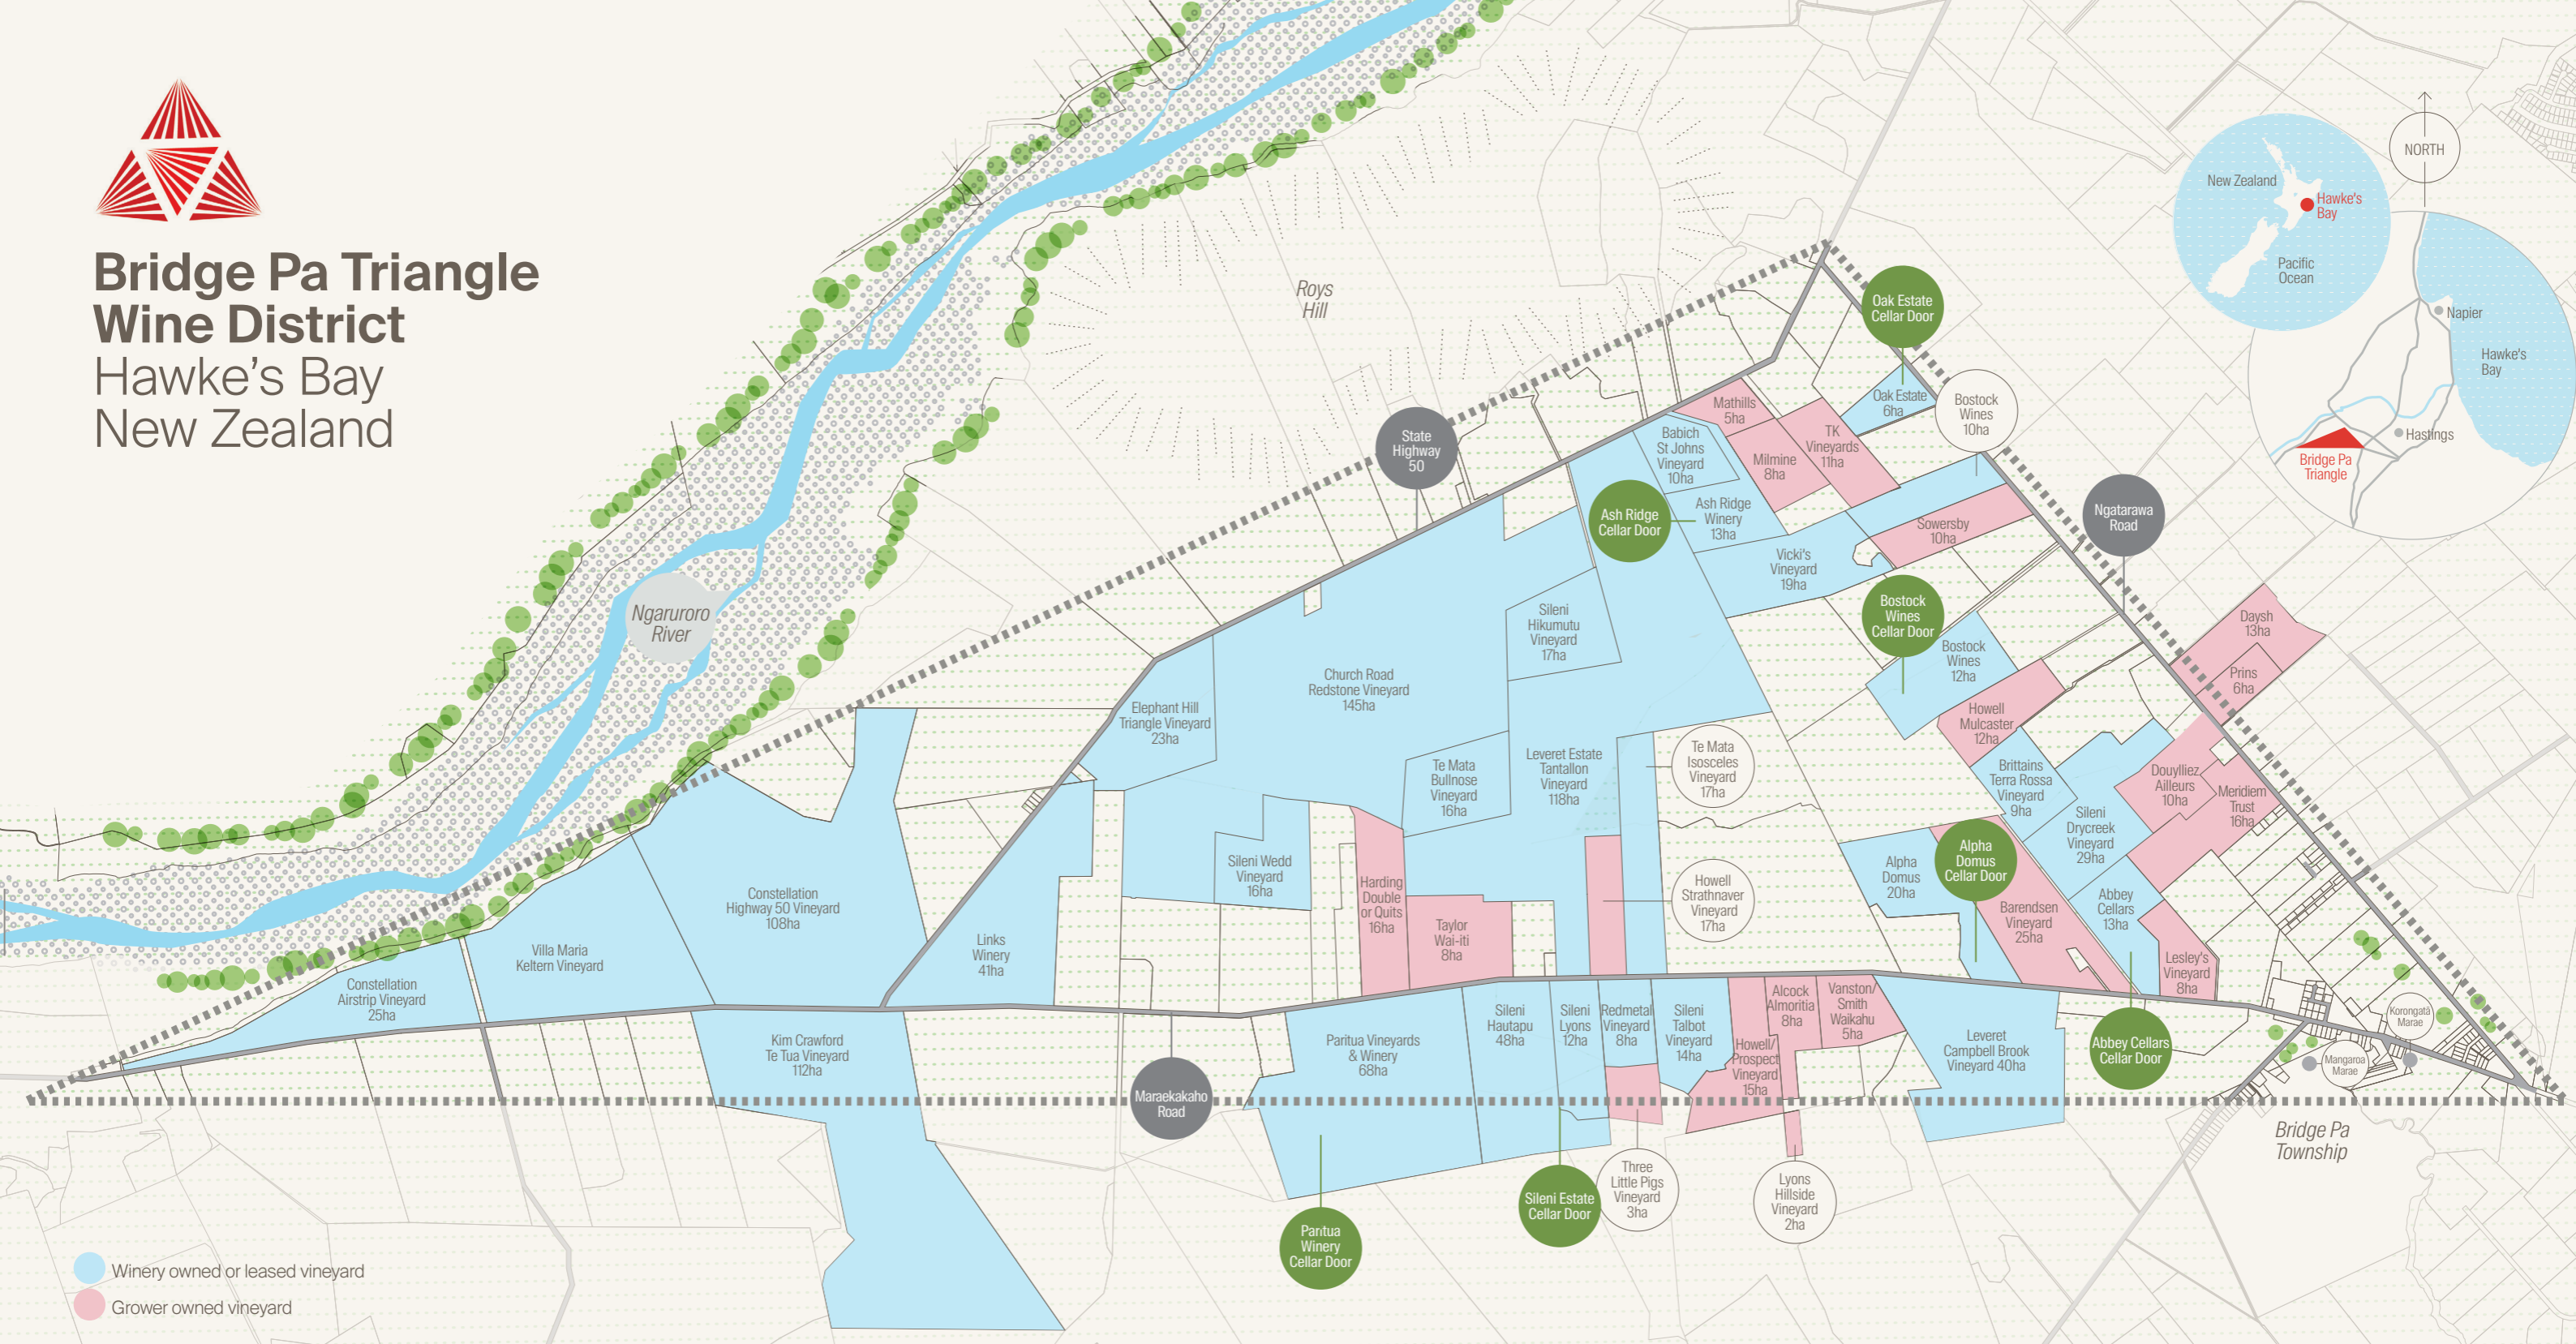 Bridge Pa Triangle
Wine District
Hawke's Bay
New Zealand
Roys
Hill
Ngaruroro
River
State
Highway
50
Oak Estate
Cellar Door
Oak Estate
6ha
Bostock
Wines
10ha
Mathills
5ha
TK
Vineyards
11ha
Babich
St Johns
Vineyard
10ha
Milmine
8ha
Ash Ridge
Cellar Door
Ash Ridge
Winery
13ha
Sowersby
10ha
Ngatarawa
Road
Vicki's
Vineyard
19ha
Bostock
Wines
Cellar Door
Bostock
Wines
12ha
Daysh
13ha
Prins
6ha
Sileni
Hikumutu
Vineyard
17ha
Church Road
Redstone Vineyard
145ha
Elephant Hill
Triangle Vineyard
23ha
Howell
Mulcaster
12ha
Te Mata
Isosceles
Vineyard
17ha
Leveret Estate
Tantallon
Vineyard
118ha
Te Mata
Bullnose
Vineyard
16ha
Brittains
Terra Rossa
Vineyard
9ha
Douylliez
Ailleurs
10ha
Meridiem
Trust
16ha
Sileni
Drycreek
Vineyard
29ha
Alpha
Domus
Cellar Door
Alpha
Domus
20ha
Sileni Wedd
Vineyard
16ha
Harding
Double
or Quits
16ha
Howell
Strathnaver
Vineyard
17ha
Taylor
Wai-iti
8ha
Barendsen
Vineyard
25ha
Abbey
Cellars
13ha
Lesley's
Vineyard
8ha
Constellation
Highway 50 Vineyard
108ha
Links
Winery
41ha
Villa Maria
Keltern Vineyard
Constellation
Airstrip Vineyard
25ha
Kim Crawford
Te Tua Vineyard
112ha
Maraekakaho
Road
Paritua Vineyards
& Winery
68ha
Sileni
Hautapu
48ha
Sileni
Lyons
12ha
Redmetal
Vineyard
8ha
Sileni
Talbot
Vineyard
14ha
Howell/
Prospect
Vineyard
15ha
Alcock
Almoritia
8ha
Vanston/
Smith
Waikahu
5ha
Leveret
Campbell Brook
Vineyard 40ha
Abbey Cellars
Cellar Door
Korongatā
Marae
Mangaroa
Marae
Bridge Pa
Township
Paritua
Winery
Cellar Door
Sileni Estate
Cellar Door
Three
Little Pigs
Vineyard
3ha
Lyons
Hillside
Vineyard
2ha
NORTH
New Zealand
Hawke's
Bay
Pacific
Ocean
Napier
Hawke's
Bay
Hastings
Bridge Pa
Triangle
Winery owned or leased vineyard
Grower owned vineyard